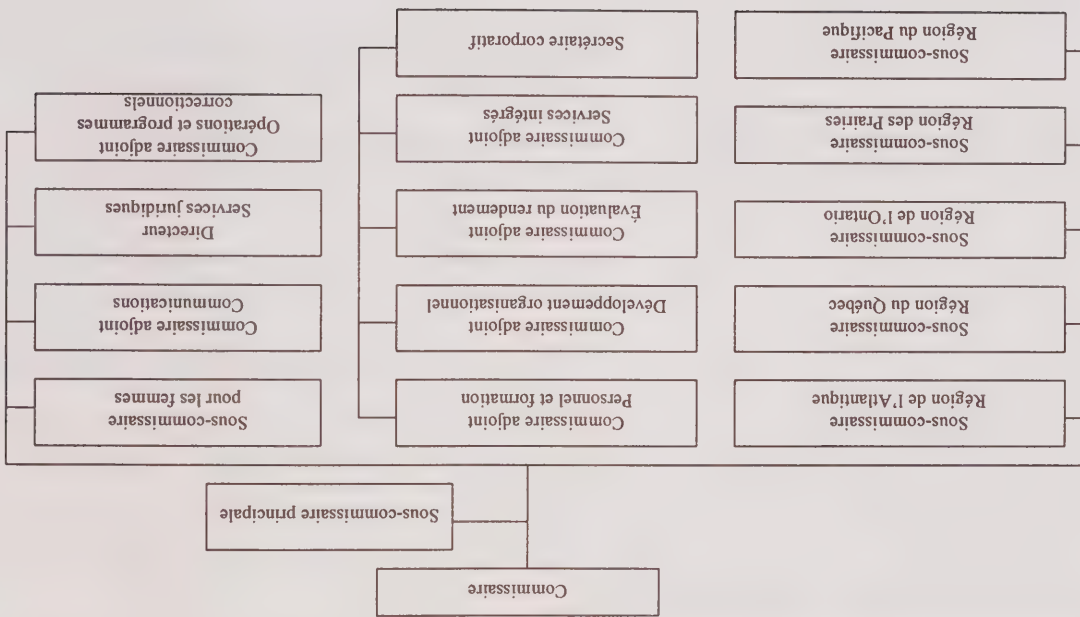 Commissaire
Sous-commissaire principale
Sous-commissaire
Région de l'Atlantique
Sous-commissaire
Région du Québec
Sous-commissaire
Région de l'Ontario
Sous-commissaire
Région des Prairies
Sous-commissaire
Région du Pacifique
Commissaire adjoint
Personnel et formation
Commissaire adjoint
Développement organisationnel
Commissaire adjoint
Évaluation du rendement
Commissaire adjoint
Services intégrés
Secrétaire corporatif
Sous-commissaire
pour les femmes
Commissaire adjoint
Communications
Directeur
Services juridiques
Commissaire adjoint
Opérations et programmes
correctionnels